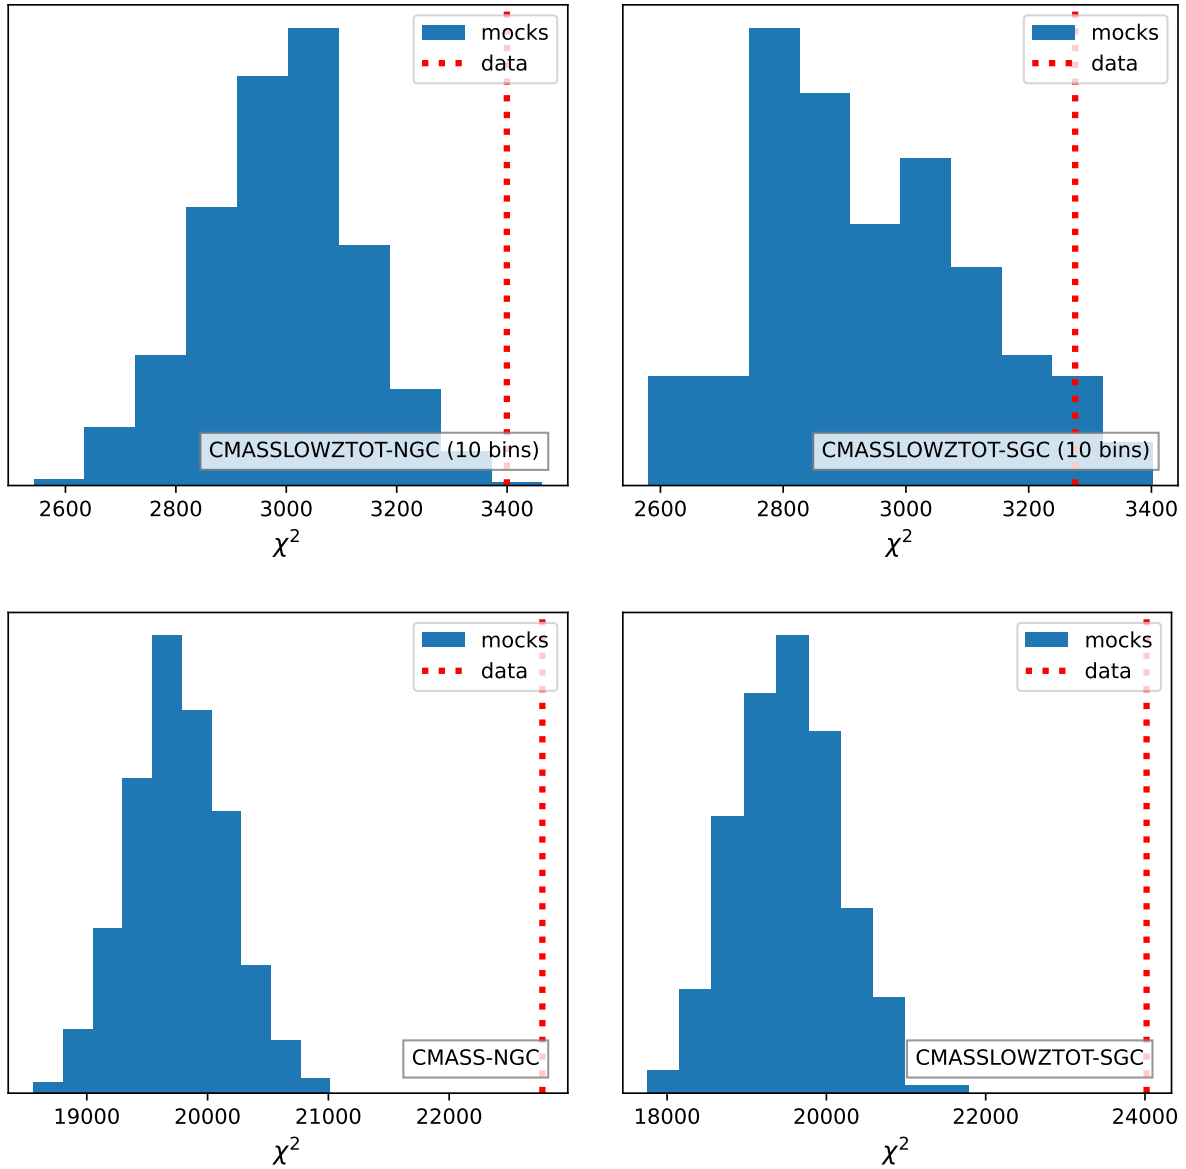 mocks
data
CMASSLOWZTOT-NGC (10 bins)
2600 2800 3000 3200 3400
χ²
mocks
data
CMASSLOWZTOT-SGC (10 bins)
2600 2800 3000 3200 3400
χ²
mocks
data
CMASS-NGC
19000 20000 21000 22000
χ²
mocks
data
CMASSLOWZTOT-SGC
18000 20000 22000 24000
χ²